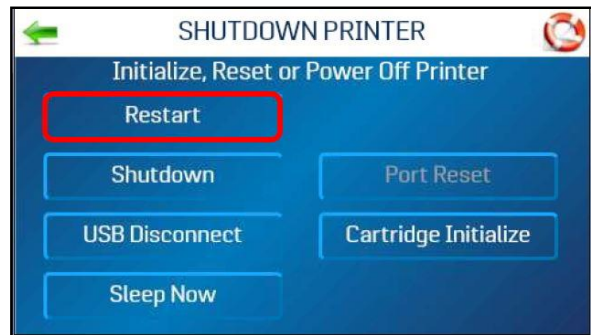 SHUTDOWN PRINTER
Initialize, Reset or Power Off Printer
Restart
Shutdown
Port Reset
USB Disconnect
Cartridge Initialize
Sleep Now